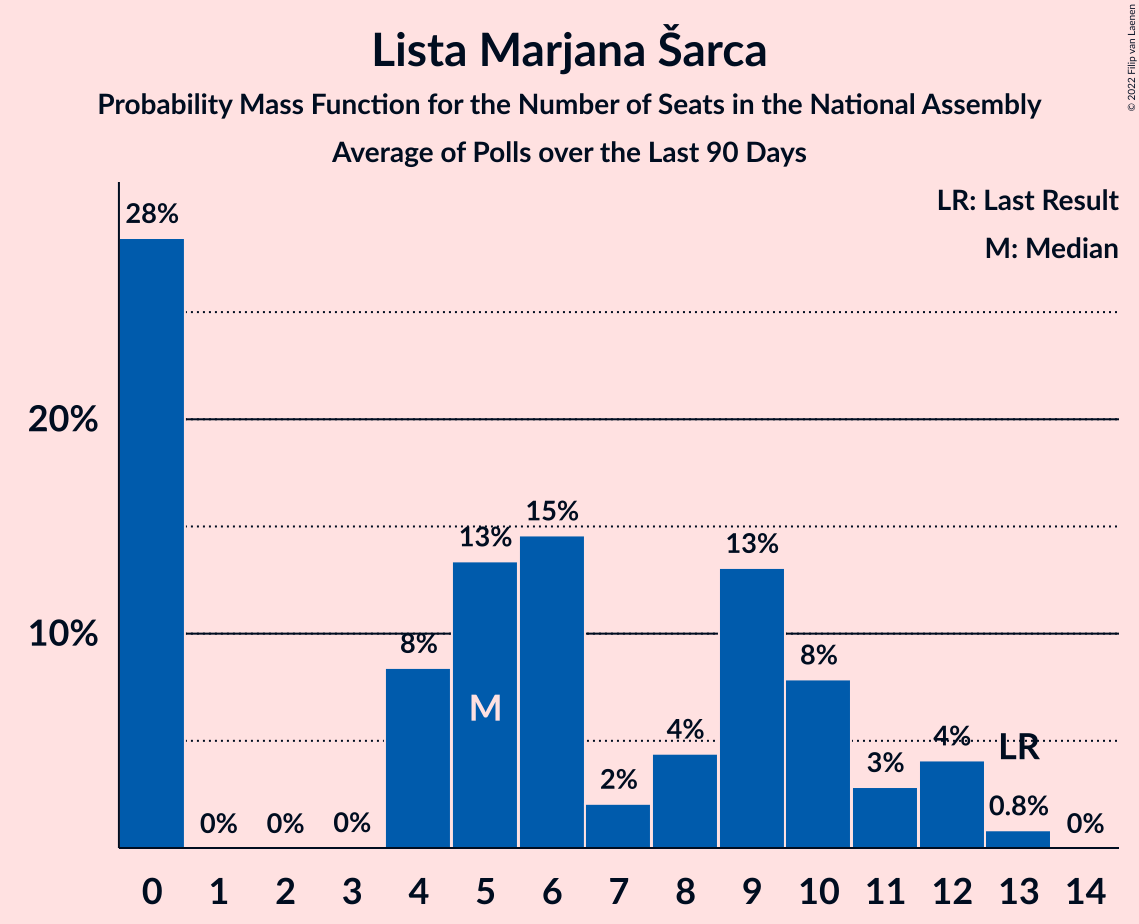 Lista Marjana Šarca
Probability Mass Function for the Number of Seats in the National Assembly
Average of Polls over the Last 90 Days
© 2022 Filip van Laenen
LR: Last Result
M: Median
28%
20%
15%
13%
13%
10%
8%
8%
M
4%
4%
LR
3%
2%
0.8%
0%
0%
0%
0%
0 1 2 3 4 5 6 7 8 9 10 11 12 13 14